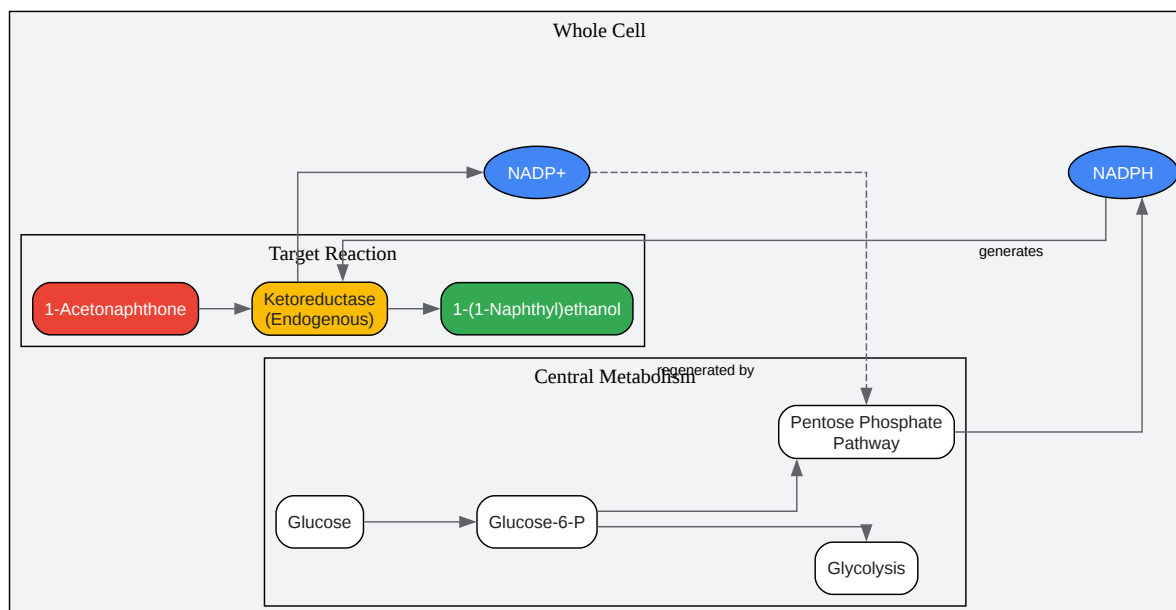 Whole Cell
NADP+
NADPH
Target Reaction
generates
1-Acetonaphthone
Ketoreductase
(Endogenous)
1-(1-Naphthyl)ethanol
Central Metabolism
regenerated by
Pentose Phosphate
Pathway
Glucose
Glucose-6-P
Glycolysis